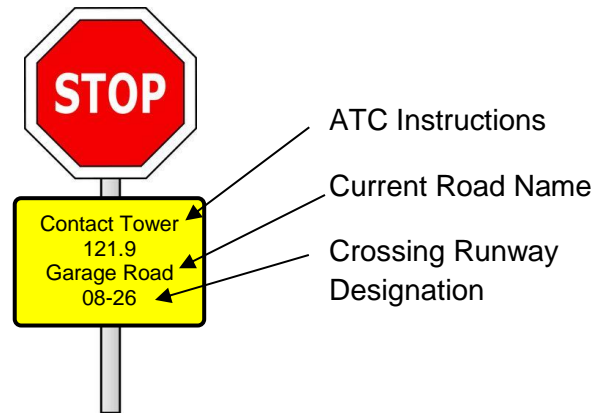 STOP
Contact Tower
121.9
Garage Road
08-26
ATC Instructions
Current Road Name
Crossing Runway
Designation